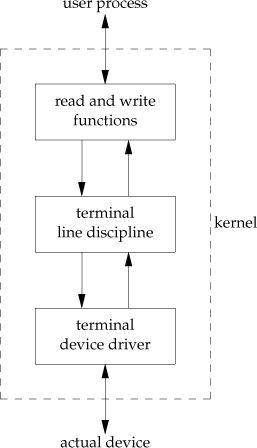 user process
read and write
functions
terminal
line discipline
kernel
terminal
device driver
actual device